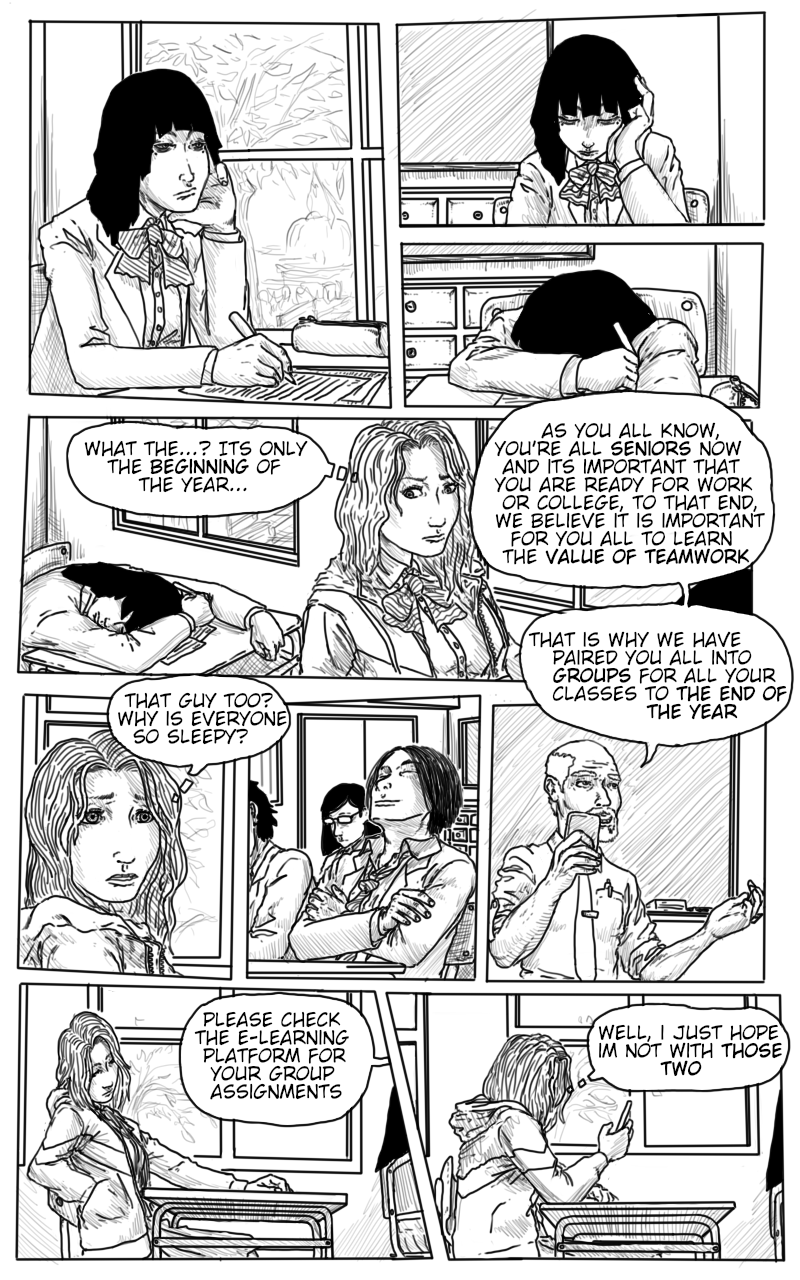 WHAT THE...? ITS ONLY
THE BEGINNING OF
THE YEAR...
AS YOU ALL KNOW,
YOU'RE ALL SENIORS NOW
AND ITS IMPORTANT THAT
YOU ARE READY FOR WORK
OR COLLEGE, TO THAT END,
WE BELIEVE IT IS IMPORTANT
FOR YOU ALL TO LEARN
THE VALUE OF TEAMWORK
THAT IS WHY WE HAVE
PAIRED YOU ALL INTO
GROUPS FOR ALL YOUR
CLASSES TO THE END OF
THE YEAR
THAT GUY TOO?
WHY IS EVERYONE
SO SLEEPY?
PLEASE CHECK
THE E-LEARNING
PLATFORM FOR
YOUR GROUP
ASSIGNMENTS
WELL, I JUST HOPE
IM NOT WITH THOSE
TWO